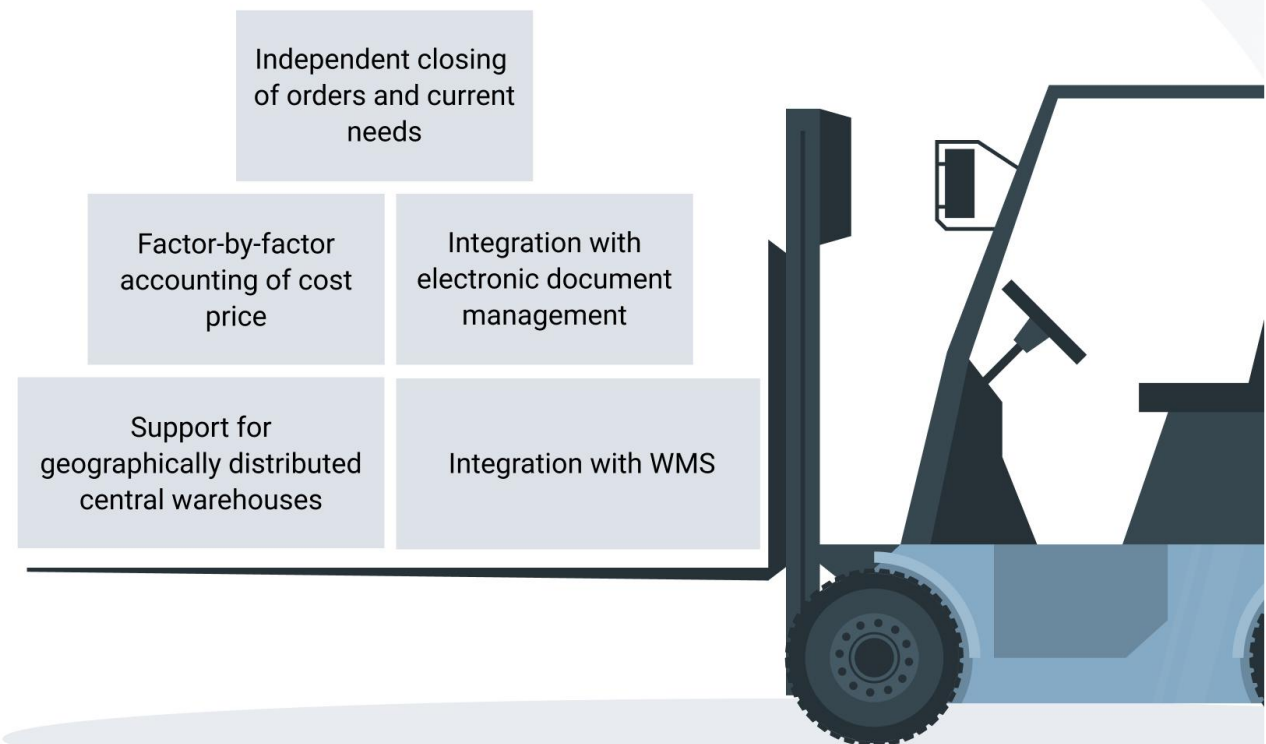 Independent closing
of orders and current
needs
Factor-by-factor
accounting of cost
price
Integration with
electronic document
management
Support for
geographically distributed
central warehouses
Integration with WMS